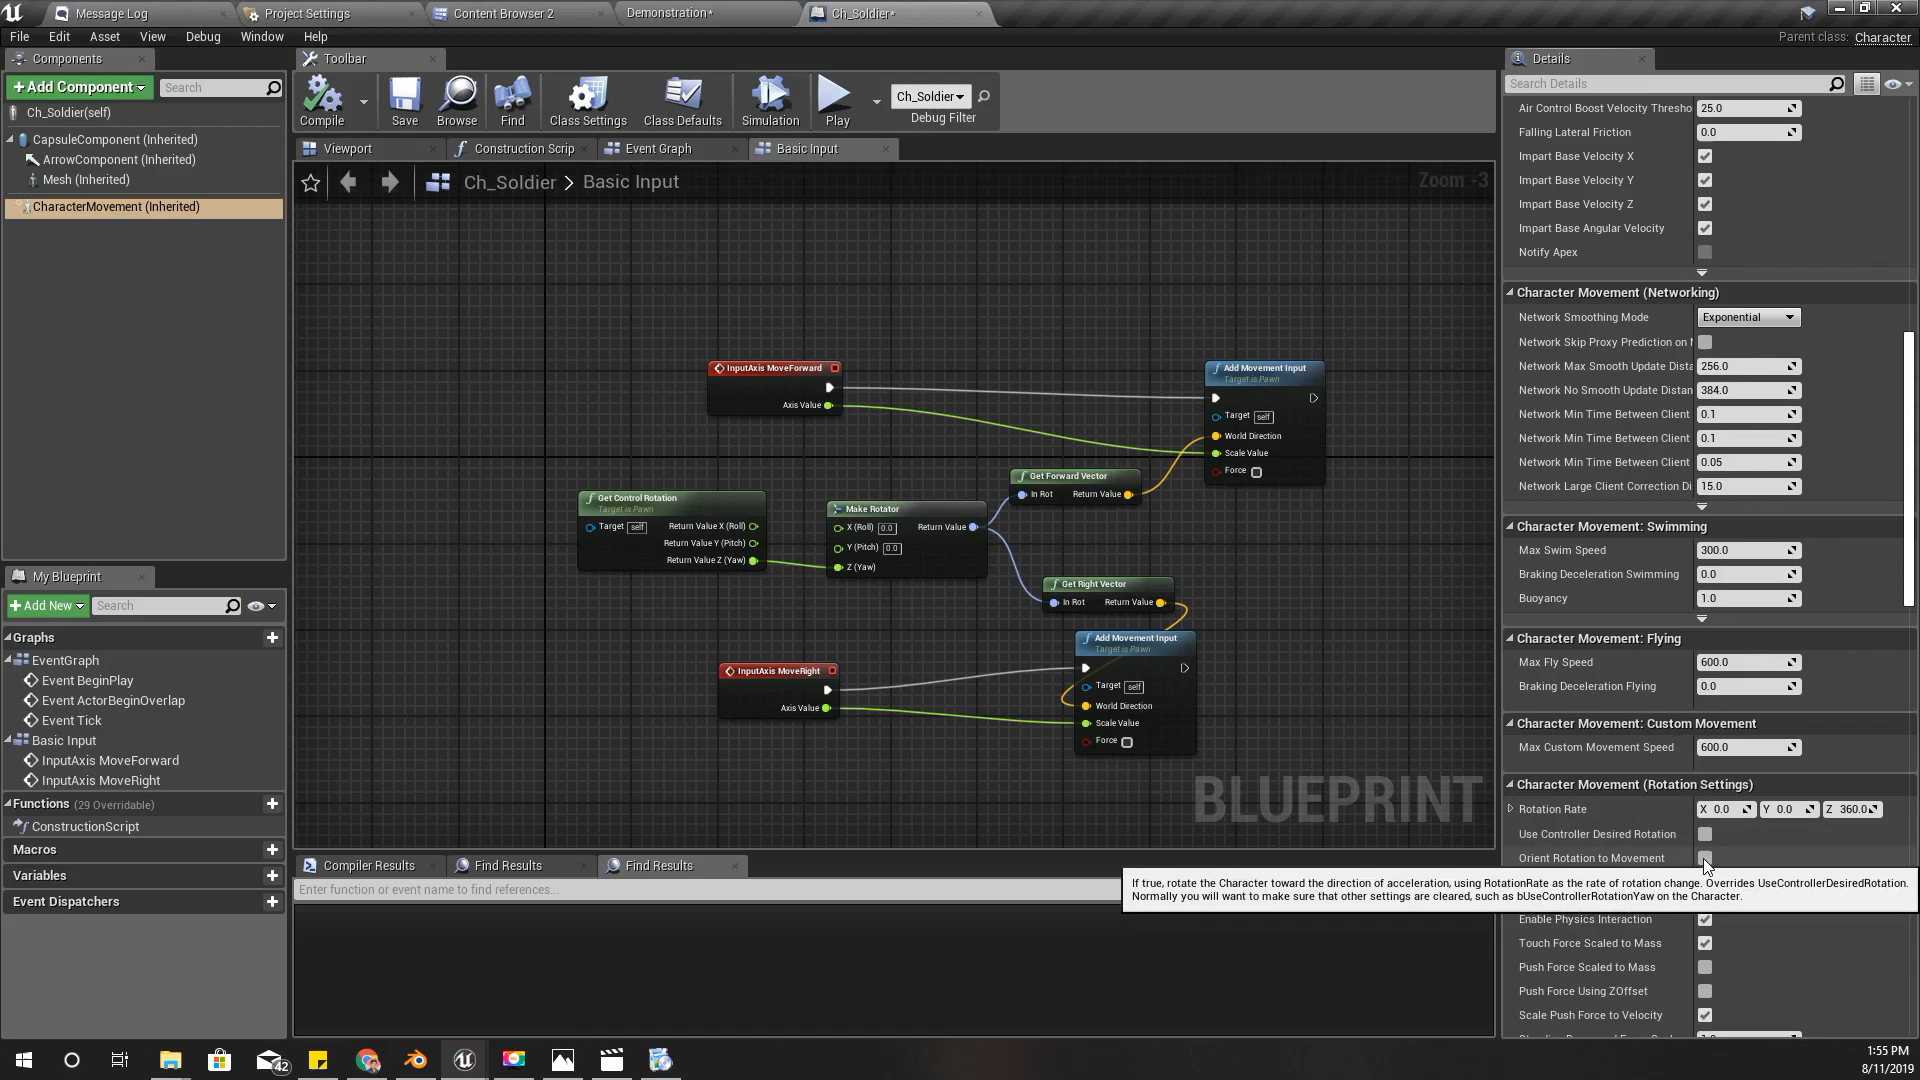 Message Log
Project Settings
Content Browser 2
Demonstration*
Ch_Soldier*
File Edit Asset View Debug Window Help
Parent class: Character
Components
+Add Component
Search
Ch_Soldier(self)
CapsuleComponent (Inherited)
ArrowComponent (Inherited)
Mesh (Inherited)
CharacterMovement (Inherited)
My Blueprint
+Add New
Search
Graphs
EventGraph
Event BeginPlay
Event ActorBeginOverlap
Event Tick
Basic Input
InputAxis MoveForward
InputAxis MoveRight
Functions (29 Overridable)
ConstructionScript
Macros
Variables
Event Dispatchers
Toolbar
Compile
Save
Browse
Find
Class Settings
Class Defaults
Simulation
Play
Ch_Soldier
Debug Filter
Viewport
Construction Scrip
Event Graph
Basic Input
Ch_Soldier > Basic Input
Zoom -3
InputAxis MoveForward
Axis Value
Add Movement Input
Target is Pawn
Target self
World Direction
Scale Value
Force
Get Forward Vector
In Rot Return Value
Get Control Rotation
Target is Pawn
Target self Return Value X (Roll)
Return Value Y (Pitch)
Return Value Z (Yaw)
Make Rotator
X (Roll) 0.0 Return Value
Y (Pitch) 0.0
Z (Yaw)
Get Right Vector
In Rot Return Value
Add Movement Input
Target is Pawn
Target self
World Direction
Scale Value
Force
InputAxis MoveRight
Axis Value
BLUEPRINT
Compiler Results
Find Results
Find Results
Enter function or event name to find references...
Details
Search Details
Air Control Boost Velocity Thresho 25.0
Falling Lateral Friction 0.0
Impart Base Velocity X
Impart Base Velocity Y
Impart Base Velocity Z
Impart Base Angular Velocity
Notify Apex
Character Movement (Networking)
Network Smoothing Mode Exponential
Network Skip Proxy Prediction on
Network Max Smooth Update Dista 256.0
Network No Smooth Update Distan 384.0
Network Min Time Between Client 0.1
Network Min Time Between Client 0.1
Network Min Time Between Client 0.05
Network Large Client Correction Di 15.0
Character Movement: Swimming
Max Swim Speed 300.0
Braking Deceleration Swimming 0.0
Buoyancy 1.0
Character Movement: Flying
Max Fly Speed 600.0
Braking Deceleration Flying 0.0
Character Movement: Custom Movement
Max Custom Movement Speed 600.0
Character Movement (Rotation Settings)
Rotation Rate X 0.0 Y 0.0 Z 360.0
Use Controller Desired Rotation
Orient Rotation to Movement
If true, rotate the Character toward the direction of acceleration, using RotationRate as the rate of rotation change. Overrides UseControllerDesiredRotation.
Normally you will want to make sure that other settings are cleared, such as bUseControllerRotationYaw on the Character.
Enable Physics Interaction
Touch Force Scaled to Mass
Push Force Scaled to Mass
Push Force Using ZOffset
Scale Push Force to Velocity
42
1:55 PM
8/11/2019